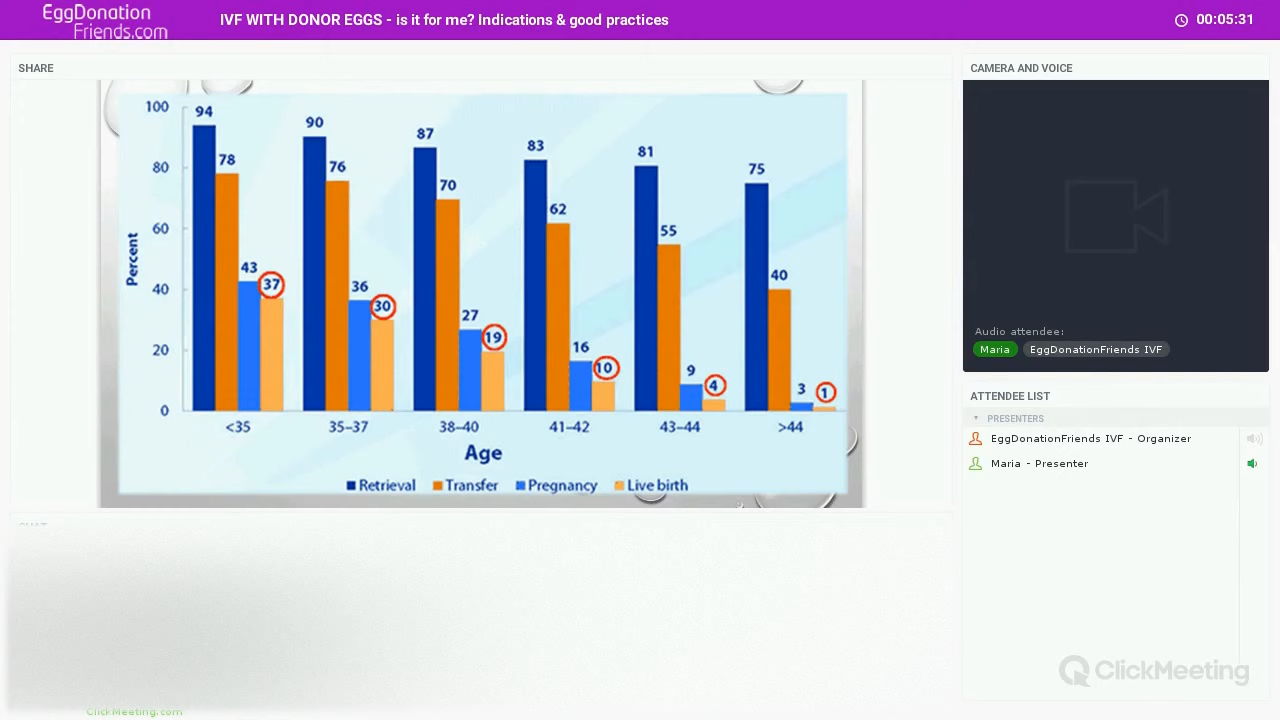 EggDonation
Friends.com
IVF WITH DONOR EGGS - is it for me? Indications & good practices
00:05:31
SHARE
CAMERA AND VOICE
100
80
60
40
20
0
Percent
94
78
43
37
90
76
36
30
87
70
27
19
83
62
16
10
81
55
9
4
75
40
3
1
<35
35–37
38–40
41–42
43–44
>44
Age
Retrieval
Transfer
Pregnancy
Live birth
Audio attendee:
Maria
EggDonationFriends IVF
ATTENDEE LIST
PRESENTERS
EggDonationFriends IVF - Organizer
Maria - Presenter
CHAT
ClickMeeting
ClickMeeting.com